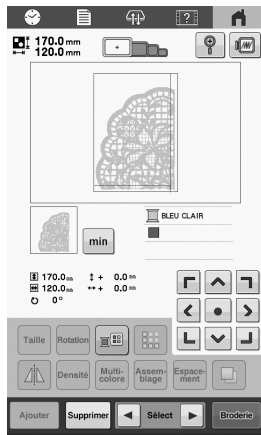 170.0 mm
120.0 mm
BLEU CLAIR
min
170.0 mm + 0.0 mm
120.0 mm + 0.0 mm
0°
Taille Rotation
Densité Multi-colore Assem-blage Espace-ment
Ajouter Supprimer Sélect Broderie